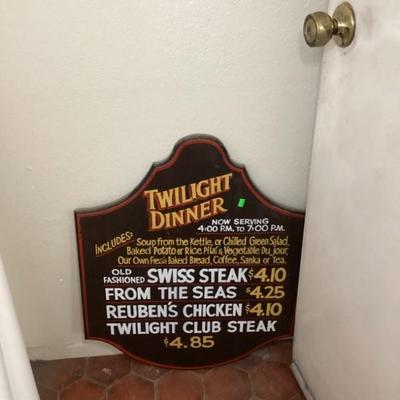 TWILIGHT
DINNER
NOW SERVING
4:00 P.M. TO 7:00 P.M.
INCLUDES:
Soup from the Kettle, or Chilled Green Salad,
Baked Potato or Rice Pilaf & Vegetable Du jour,
Our Own Fresh Baked Bread, Coffee, Sanka or Tea.
OLD
FASHIONED SWISS STEAK $4.10
FROM THE SEAS $4.25
REUBEN'S CHICKEN $4.10
TWILIGHT CLUB STEAK
$4.85